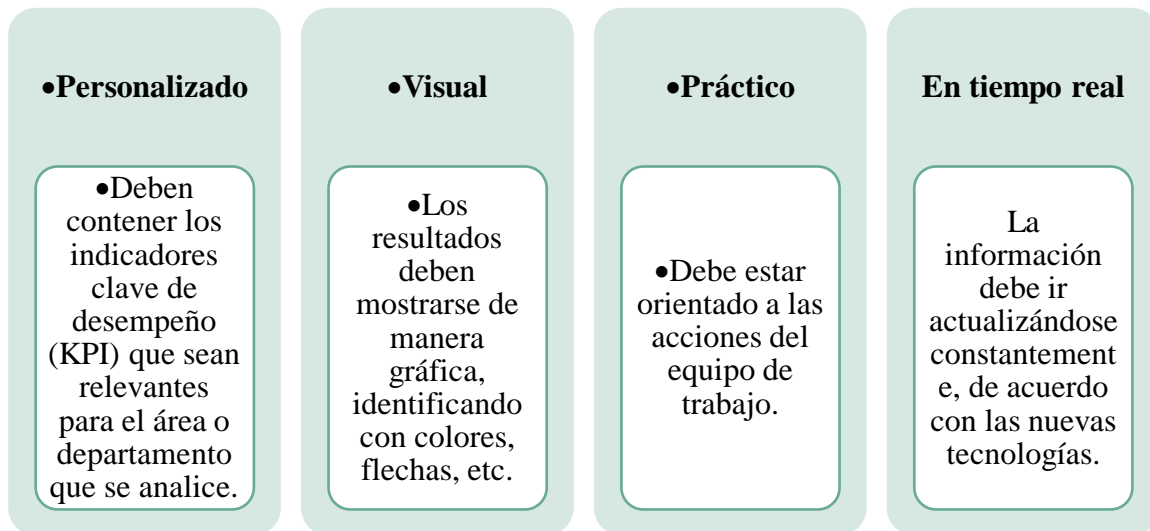 •Personalizado
•Deben
contener los
indicadores
clave de
desempeño
(KPI) que sean
relevantes
para el área o
departamento
que se analice.
•Visual
•Los
resultados
deben
mostrarse de
manera
gráfica,
identificando
con colores,
flechas, etc.
•Práctico
•Debe estar
orientado a las
acciones del
equipo de
trabajo.
En tiempo real
La
información
debe ir
actualizándose
constantement
e, de acuerdo
con las nuevas
tecnologías.